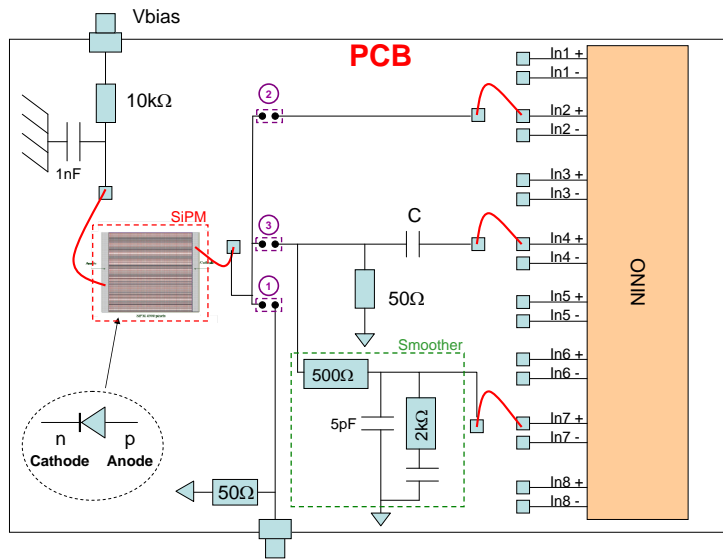 Vbias
PCB
10kΩ
1nF
SiPM
2
3
1
C
50Ω
Smoother
500Ω
5pF
2kΩ
50Ω
n
p
Cathode
Anode
In1 +
In1 -
In2 +
In2 -
In3 +
In3 -
In4 +
In4 -
In5 +
In5 -
In6 +
In6 -
In7 +
In7 -
In8 +
In8 -
NINO